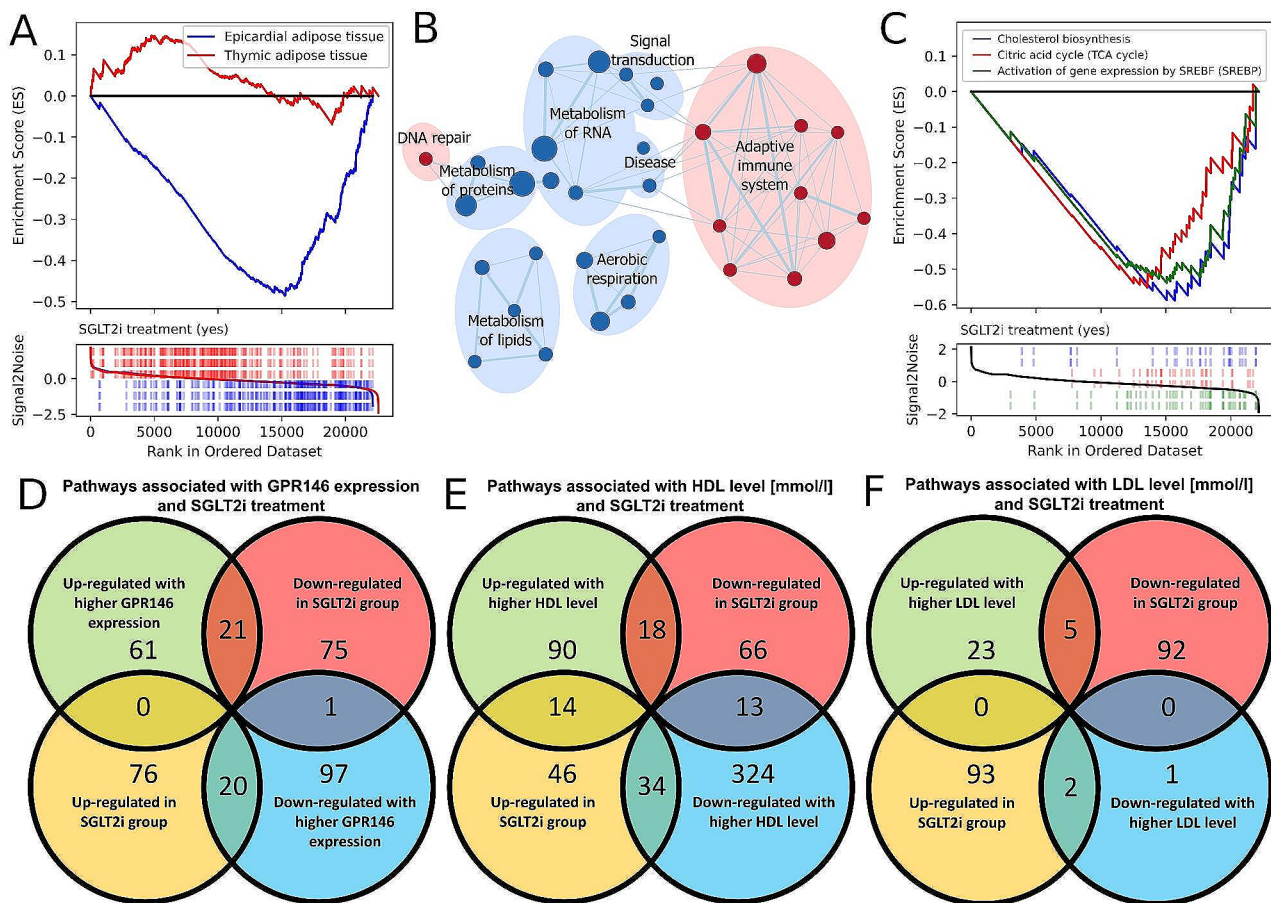 A
Epicardial adipose tissue
Thymic adipose tissue
0.1
0.0
−0.1
−0.2
−0.3
−0.4
−0.5
Enrichment Score (ES)
SGLT2i treatment (yes)
0.0
−2.5
Signal2Noise
0
5000
10000
15000
20000
Rank in Ordered Dataset
B
Signal
transduction
Metabolism
of RNA
DNA repair
Metabolism
of proteins
Disease
Adaptive
immune
system
Aerobic
respiration
Metabolism
of lipids
C
Cholesterol biosynthesis
Citric acid cycle (TCA cycle)
Activation of gene expression by SREBF (SREBP)
0.0
−0.1
−0.2
−0.3
−0.4
−0.5
−0.6
Enrichment Score (ES)
SGLT2i treatment (yes)
2
0
−2
Signal2Noise
0
5000
10000
15000
20000
Rank in Ordered Dataset
D
Pathways associated with GPR146 expression
and SGLT2i treatment
Up-regulated with
higher GPR146
expression
61
21
Down-regulated
in SGLT2i group
75
0
1
76
Up-regulated in
SGLT2i group
20
97
Down-regulated with
higher GPR146
expression
E
Pathways associated with HDL level [mmol/l]
and SGLT2i treatment
Up-regulated with
higher HDL level
90
18
Down-regulated
in SGLT2i group
66
14
13
46
Up-regulated in
SGLT2i group
34
324
Down-regulated with
higher HDL level
F
Pathways associated with LDL level [mmol/l]
and SGLT2i treatment
Up-regulated with
higher LDL level
23
5
Down-regulated
in SGLT2i group
92
0
0
93
Up-regulated in
SGLT2i group
2
1
Down-regulated with
higher LDL level